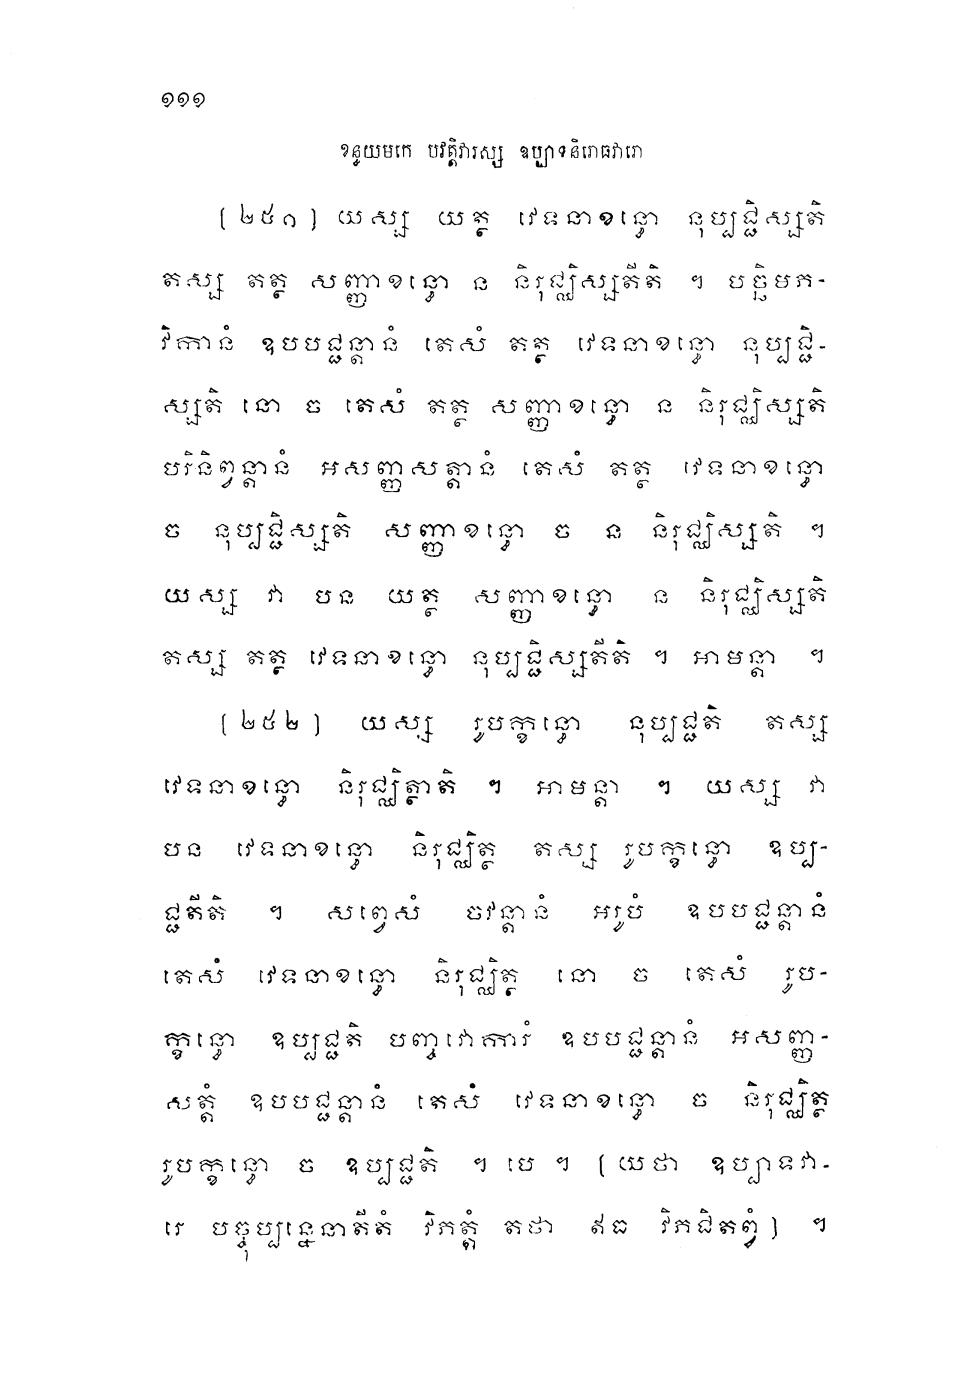 ១១១
ខន្ធយមកេ បវត្តិវារស្ស ឧប្បាទនិរោធវារោ
(២៥១) យស្ស យត្ថ វេទនាខន្ធោ នុប្បជ្ជិស្សតិ
តស្ស តត្ថ សញ្ញាខន្ធោ ន និរុជ្ឈិស្សតីតិ ។ បច្ឆិមភ-
វិកានំ ឧបបជ្ជន្តានំ តេសំ តត្ថ វេទនាខន្ធោ នុប្បជ្ជិ-
ស្សតិ នោ ច តេសំ តត្ថ សញ្ញាខន្ធោ ន និរុជ្ឈិស្សតិ
បរិនិព្វន្តានំ អសញ្ញសត្តានំ តេសំ តត្ថ វេទនាខន្ធោ
ច នុប្បជ្ជិស្សតិ សញ្ញាខន្ធោ ច ន និរុជ្ឈិស្សតិ ។
យស្ស វា បន យត្ថ សញ្ញាខន្ធោ ន និរុជ្ឈិស្សតិ
តស្ស តត្ថ វេទនាខន្ធោ នុប្បជ្ជិស្សតីតិ ។ អាមន្តា ។
(២៥២) យស្ស រូបក្ខន្ធោ នុប្បជ្ជតិ តស្ស
វេទនាខន្ធោ និរុជ្ឈិត្ថាតិ ។ អាមន្តា ។ យស្ស វា
បន វេទនាខន្ធោ និរុជ្ឈិត្ថ តស្ស រូបក្ខន្ធោ ឧប្ប-
ជ្ជតីតិ ។ សព្វេសំ ចវន្តានំ អរូបំ ឧបបជ្ជន្តានំ
តេសំ វេទនាខន្ធោ និរុជ្ឈិត្ថ នោ ច តេសំ រូប-
ក្ខន្ធោ ឧប្បជ្ជតិ បញ្ចវោការំ ឧបបជ្ជន្តានំ អសញ្ញ-
សត្តំ ឧបបជ្ជន្តានំ តេសំ វេទនាខន្ធោ ច និរុជ្ឈិត្ថ
រូបក្ខន្ធោ ច ឧប្បជ្ជតិ ។ បេ ។ (យថា ឧប្បាទវា-
រេ បច្ចុប្បន្នេនាតីតំ វិភត្តំ តថា ឥធ វិភជិតព្វំ) ។